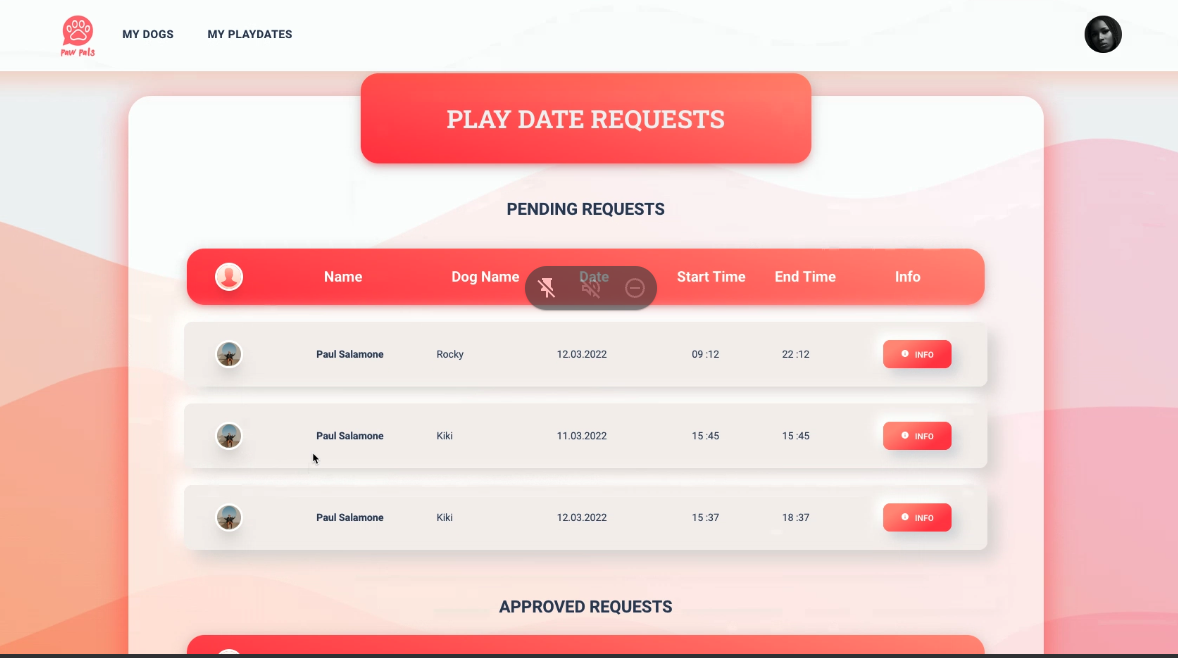 MY DOGS MY PLAYDATES
Paw Pals
PLAY DATE REQUESTS
PENDING REQUESTS
Name Dog Name Date Start Time End Time Info
Paul Salamone Rocky 12.03.2022 09 :12 22 :12 INFO
Paul Salamone Kiki 11.03.2022 15 :45 15 :45 INFO
Paul Salamone Kiki 12.03.2022 15 :37 18 :37 INFO
APPROVED REQUESTS